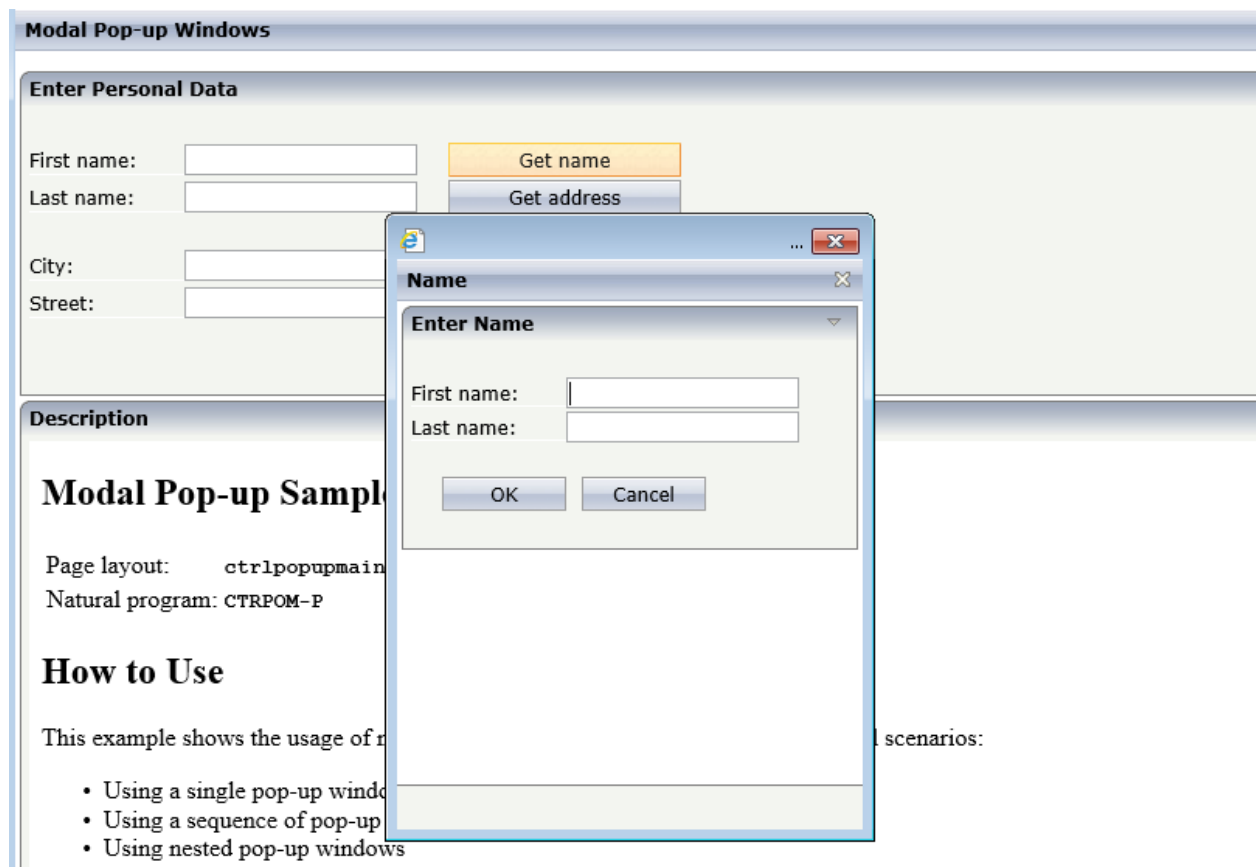 Modal Pop-up Windows
Enter Personal Data
First name:
Get name
Last name:
Get address
City:
Street:
...
Name
Enter Name
First name:
Last name:
OK
Cancel
Description
Modal Pop-up
Page layout: ctrlpopupmain
Natural program: CTRPOM-P
How to Use
This example shows the usage of scenarios:
• Using a single pop-up
• Using a sequence of pop-up
• Using nested pop-up windows